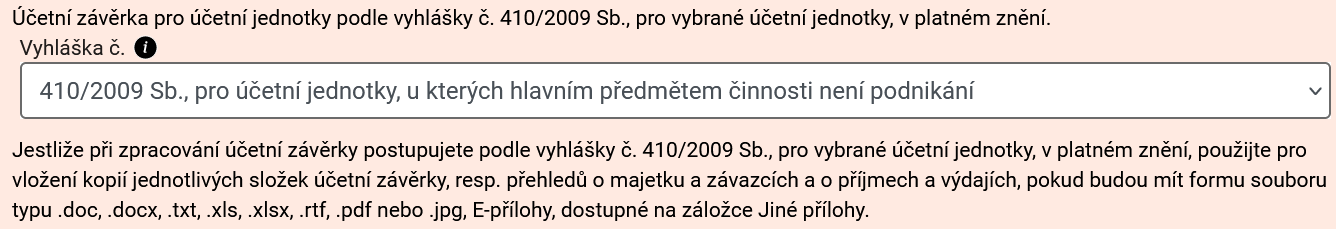 Účetní závěrka pro účetní jednotky podle vyhlášky č. 410/2009 Sb., pro vybrané účetní jednotky, v platném znění.
Vyhláška č. i
410/2009 Sb., pro účetní jednotky, u kterých hlavním předmětem činnosti není podnikání
Jestliže při zpracování účetní závěrky postupujete podle vyhlášky č. 410/2009 Sb., pro vybrané účetní jednotky, v platném znění, použijte pro
vložení kopií jednotlivých složek účetní závěrky, resp. přehledů o majetku a závazcích a o příjmech a výdajích, pokud budou mít formu souboru
typu .doc, .docx, .txt, .xls, .xlsx, .rtf, .pdf nebo .jpg, E-přílohy, dostupné na záložce Jiné přílohy.